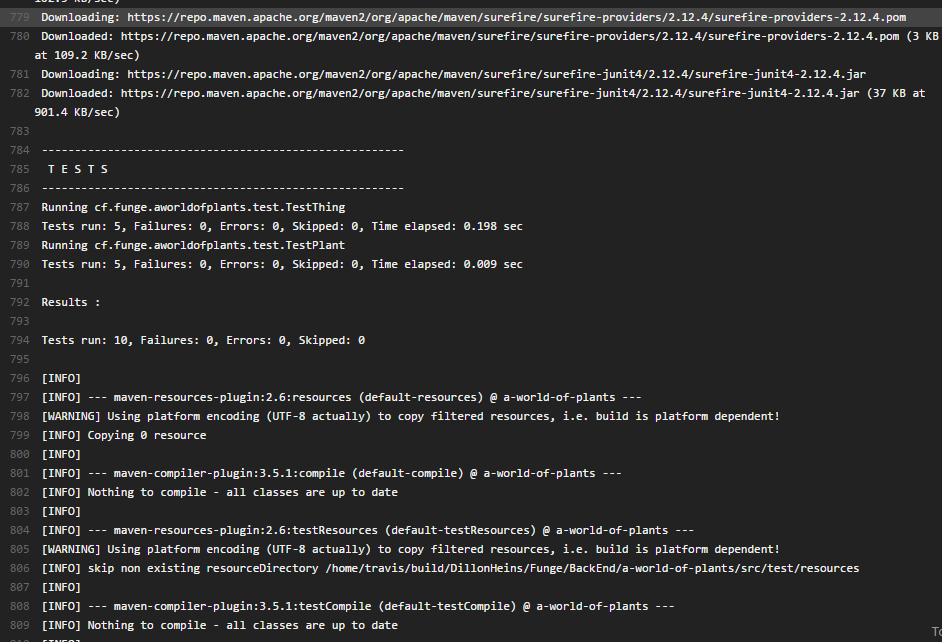 779 Downloading: https://repo.maven.apache.org/maven2/org/apache/maven/surefire/surefire-providers/2.12.4/surefire-providers-2.12.4.pom
780 Downloaded: https://repo.maven.apache.org/maven2/org/apache/maven/surefire/surefire-providers/2.12.4/surefire-providers-2.12.4.pom (3 KB
at 109.2 KB/sec)
781 Downloading: https://repo.maven.apache.org/maven2/org/apache/maven/surefire/surefire-junit4/2.12.4/surefire-junit4-2.12.4.jar
782 Downloaded: https://repo.maven.apache.org/maven2/org/apache/maven/surefire/surefire-junit4/2.12.4/surefire-junit4-2.12.4.jar (37 KB at
901.4 KB/sec)
783
784 -------------------------------------------------------
785 T E S T S
786 -------------------------------------------------------
787 Running cf.funge.aworldofplants.test.TestThing
788 Tests run: 5, Failures: 0, Errors: 0, Skipped: 0, Time elapsed: 0.198 sec
789 Running cf.funge.aworldofplants.test.TestPlant
790 Tests run: 5, Failures: 0, Errors: 0, Skipped: 0, Time elapsed: 0.009 sec
791
792 Results :
793
794 Tests run: 10, Failures: 0, Errors: 0, Skipped: 0
795
796 [INFO]
797 [INFO] --- maven-resources-plugin:2.6:resources (default-resources) @ a-world-of-plants ---
798 [WARNING] Using platform encoding (UTF-8 actually) to copy filtered resources, i.e. build is platform dependent!
799 [INFO] Copying 0 resource
800 [INFO]
801 [INFO] --- maven-compiler-plugin:3.5.1:compile (default-compile) @ a-world-of-plants ---
802 [INFO] Nothing to compile - all classes are up to date
803 [INFO]
804 [INFO] --- maven-resources-plugin:2.6:testResources (default-testResources) @ a-world-of-plants ---
805 [WARNING] Using platform encoding (UTF-8 actually) to copy filtered resources, i.e. build is platform dependent!
806 [INFO] skip non existing resourceDirectory /home/travis/build/DillonHeins/Funge/BackEnd/a-world-of-plants/src/test/resources
807 [INFO]
808 [INFO] --- maven-compiler-plugin:3.5.1:testCompile (default-testCompile) @ a-world-of-plants ---
809 [INFO] Nothing to compile - all classes are up to date